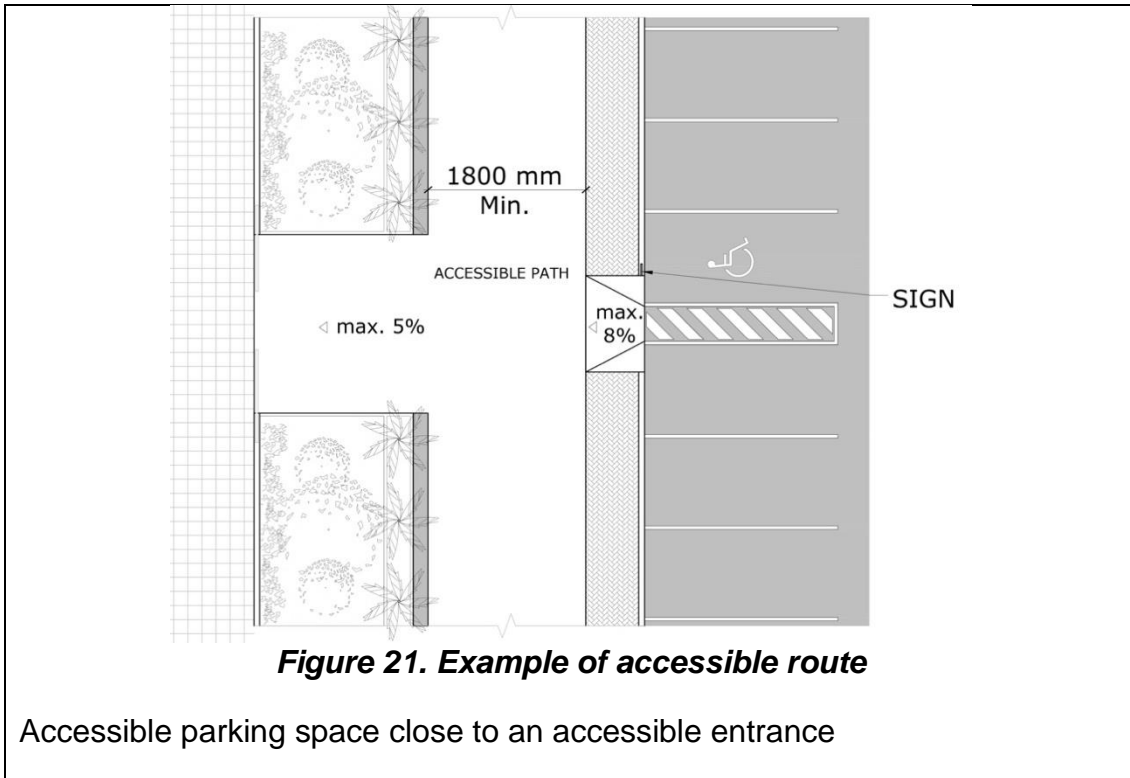 1800 mm
Min.
ACCESSIBLE PATH
SIGN
max. 5%
max.
8%
Figure 21. Example of accessible route
Accessible parking space close to an accessible entrance